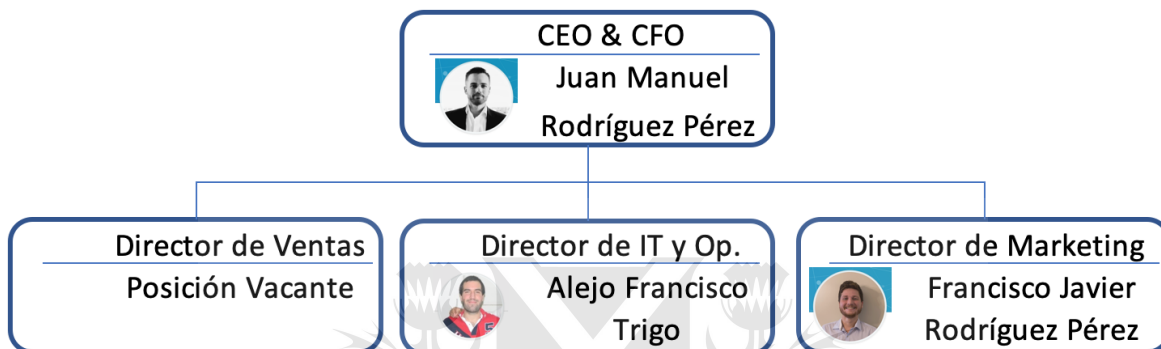 CEO & CFO
Juan Manuel
Rodríguez Pérez
Director de Ventas
Posición Vacante
Director de IT y Op.
Alejo Francisco
Trigo
Director de Marketing
Francisco Javier
Rodríguez Pérez